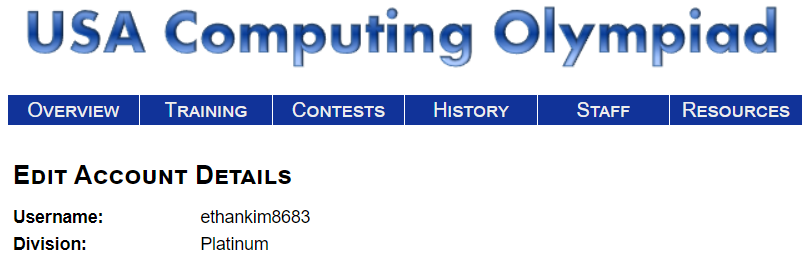 USA Computing Olympiad
OVERVIEW TRAINING CONTESTS HISTORY STAFF RESOURCES
EDIT ACCOUNT DETAILS
Username: ethankim8683
Division: Platinum